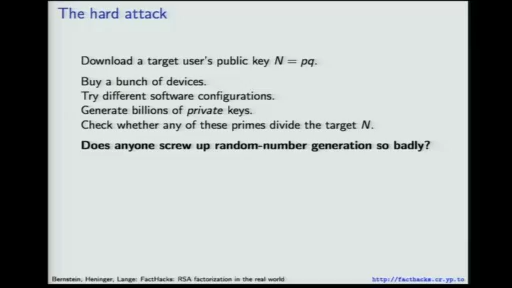 The hard attack
Download a target user's public key N = pq.
Buy a bunch of devices.
Try different software configurations.
Generate billions of private keys.
Check whether any of these primes divide the target N.
Does anyone screw up random-number generation so badly?
Bernstein, Heninger, Lange: FactHacks: RSA factorization in the real world
http://facthacks.cr.yp.to